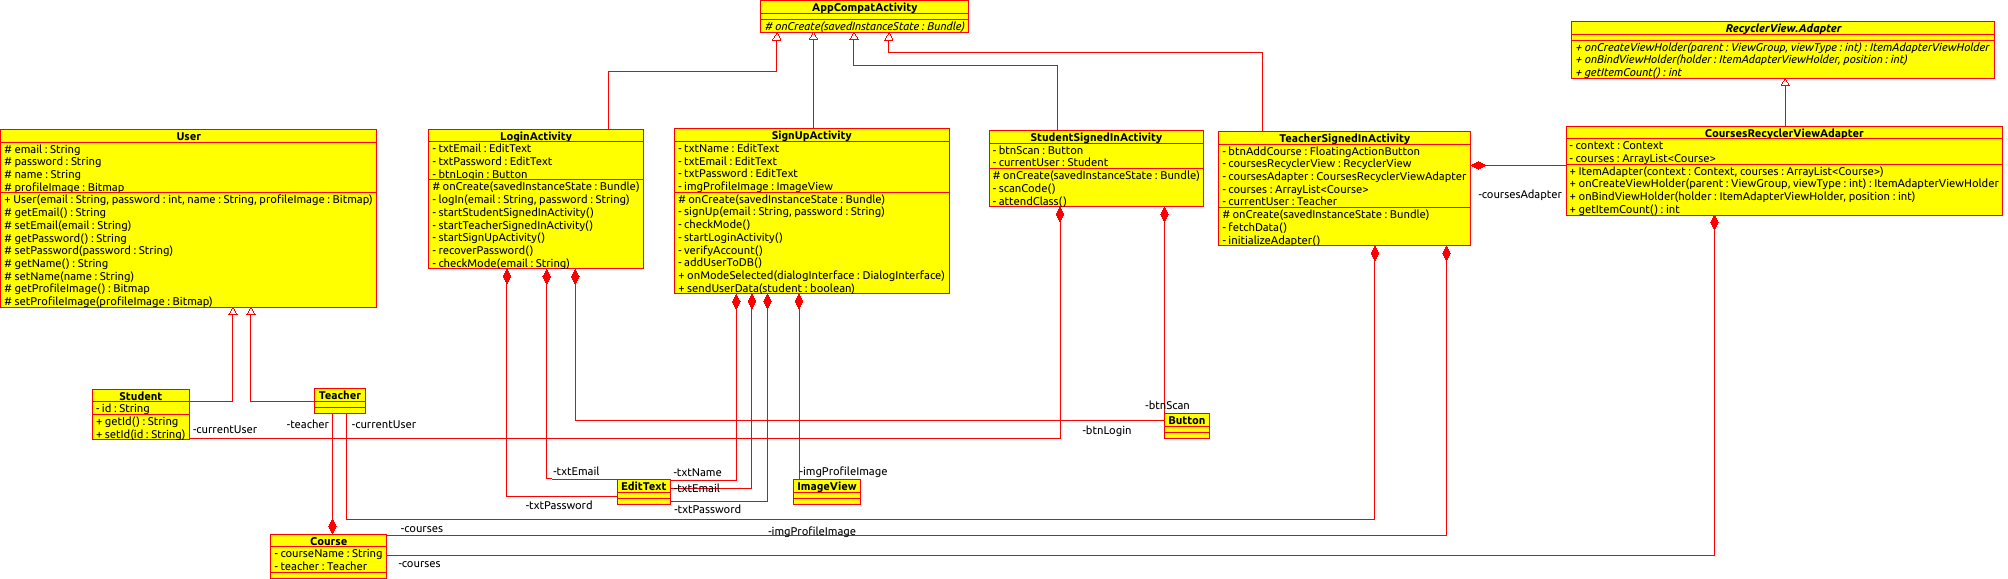 AppCompatActivity
# onCreate(savedInstanceState : Bundle)
RecyclerView.Adapter
+ onCreateViewHolder(parent : ViewGroup, viewType : int) : ItemAdapterViewHolder
+ onBindViewHolder(holder : ItemAdapterViewHolder, position : int)
+ getItemCount() : int
User
# email : String
# password : String
# name : String
# profileImage : Bitmap
+ User(email : String, password : int, name : String, profileImage : Bitmap)
# getEmail() : String
# setEmail(email : String)
# getPassword() : String
# setPassword(password : String)
# getName() : String
# setName(name : String)
# getProfileImage() : Bitmap
# setProfileImage(profileImage : Bitmap)
LoginActivity
- txtEmail : EditText
- txtPassword : EditText
- btnLogin : Button
# onCreate(savedInstanceState : Bundle)
- logIn(email : String, password : String)
- startStudentSignedInActivity()
- startTeacherSignedInActivity()
- startSignUpActivity()
- recoverPassword()
- checkMode(email : String)
SignUpActivity
- txtName : EditText
- txtEmail : EditText
- txtPassword : EditText
- imgProfileImage : ImageView
# onCreate(savedInstanceState : Bundle)
- signUp(email : String, password : String)
- checkMode()
- startLoginActivity()
- verifyAccount()
- addUserToDB()
+ onModeSelected(dialogInterface : DialogInterface)
+ sendUserData(student : boolean)
StudentSignedInActivity
- btnScan : Button
- currentUser : Student
# onCreate(savedInstanceState : Bundle)
- scanCode()
- attendClass()
TeacherSignedInActivity
- btnAddCourse : FloatingActionButton
- coursesRecyclerView : RecyclerView
- coursesAdapter : CoursesRecyclerViewAdapter
- courses : ArrayList<Course>
- currentUser : Teacher
# onCreate(savedInstanceState : Bundle)
- fetchData()
- initializeAdapter()
-coursesAdapter
CoursesRecyclerViewAdapter
- context : Context
- courses : ArrayList<Course>
+ ItemAdapter(context : Context, courses : ArrayList<Course>)
+ onCreateViewHolder(parent : ViewGroup, viewType : int) : ItemAdapterViewHolder
+ onBindViewHolder(holder : ItemAdapterViewHolder, position : int)
+ getItemCount() : int
Student
- id : String
+ getId() : String
+ setId(id : String)
-currentUser
Teacher
-teacher
-currentUser
-btnScan
Button
-btnLogin
-txtEmail
-txtName
-imgProfileImage
EditText
-txtEmail
ImageView
-txtPassword
-txtPassword
-courses
-imgProfileImage
Course
- courseName : String
- teacher : Teacher
-courses